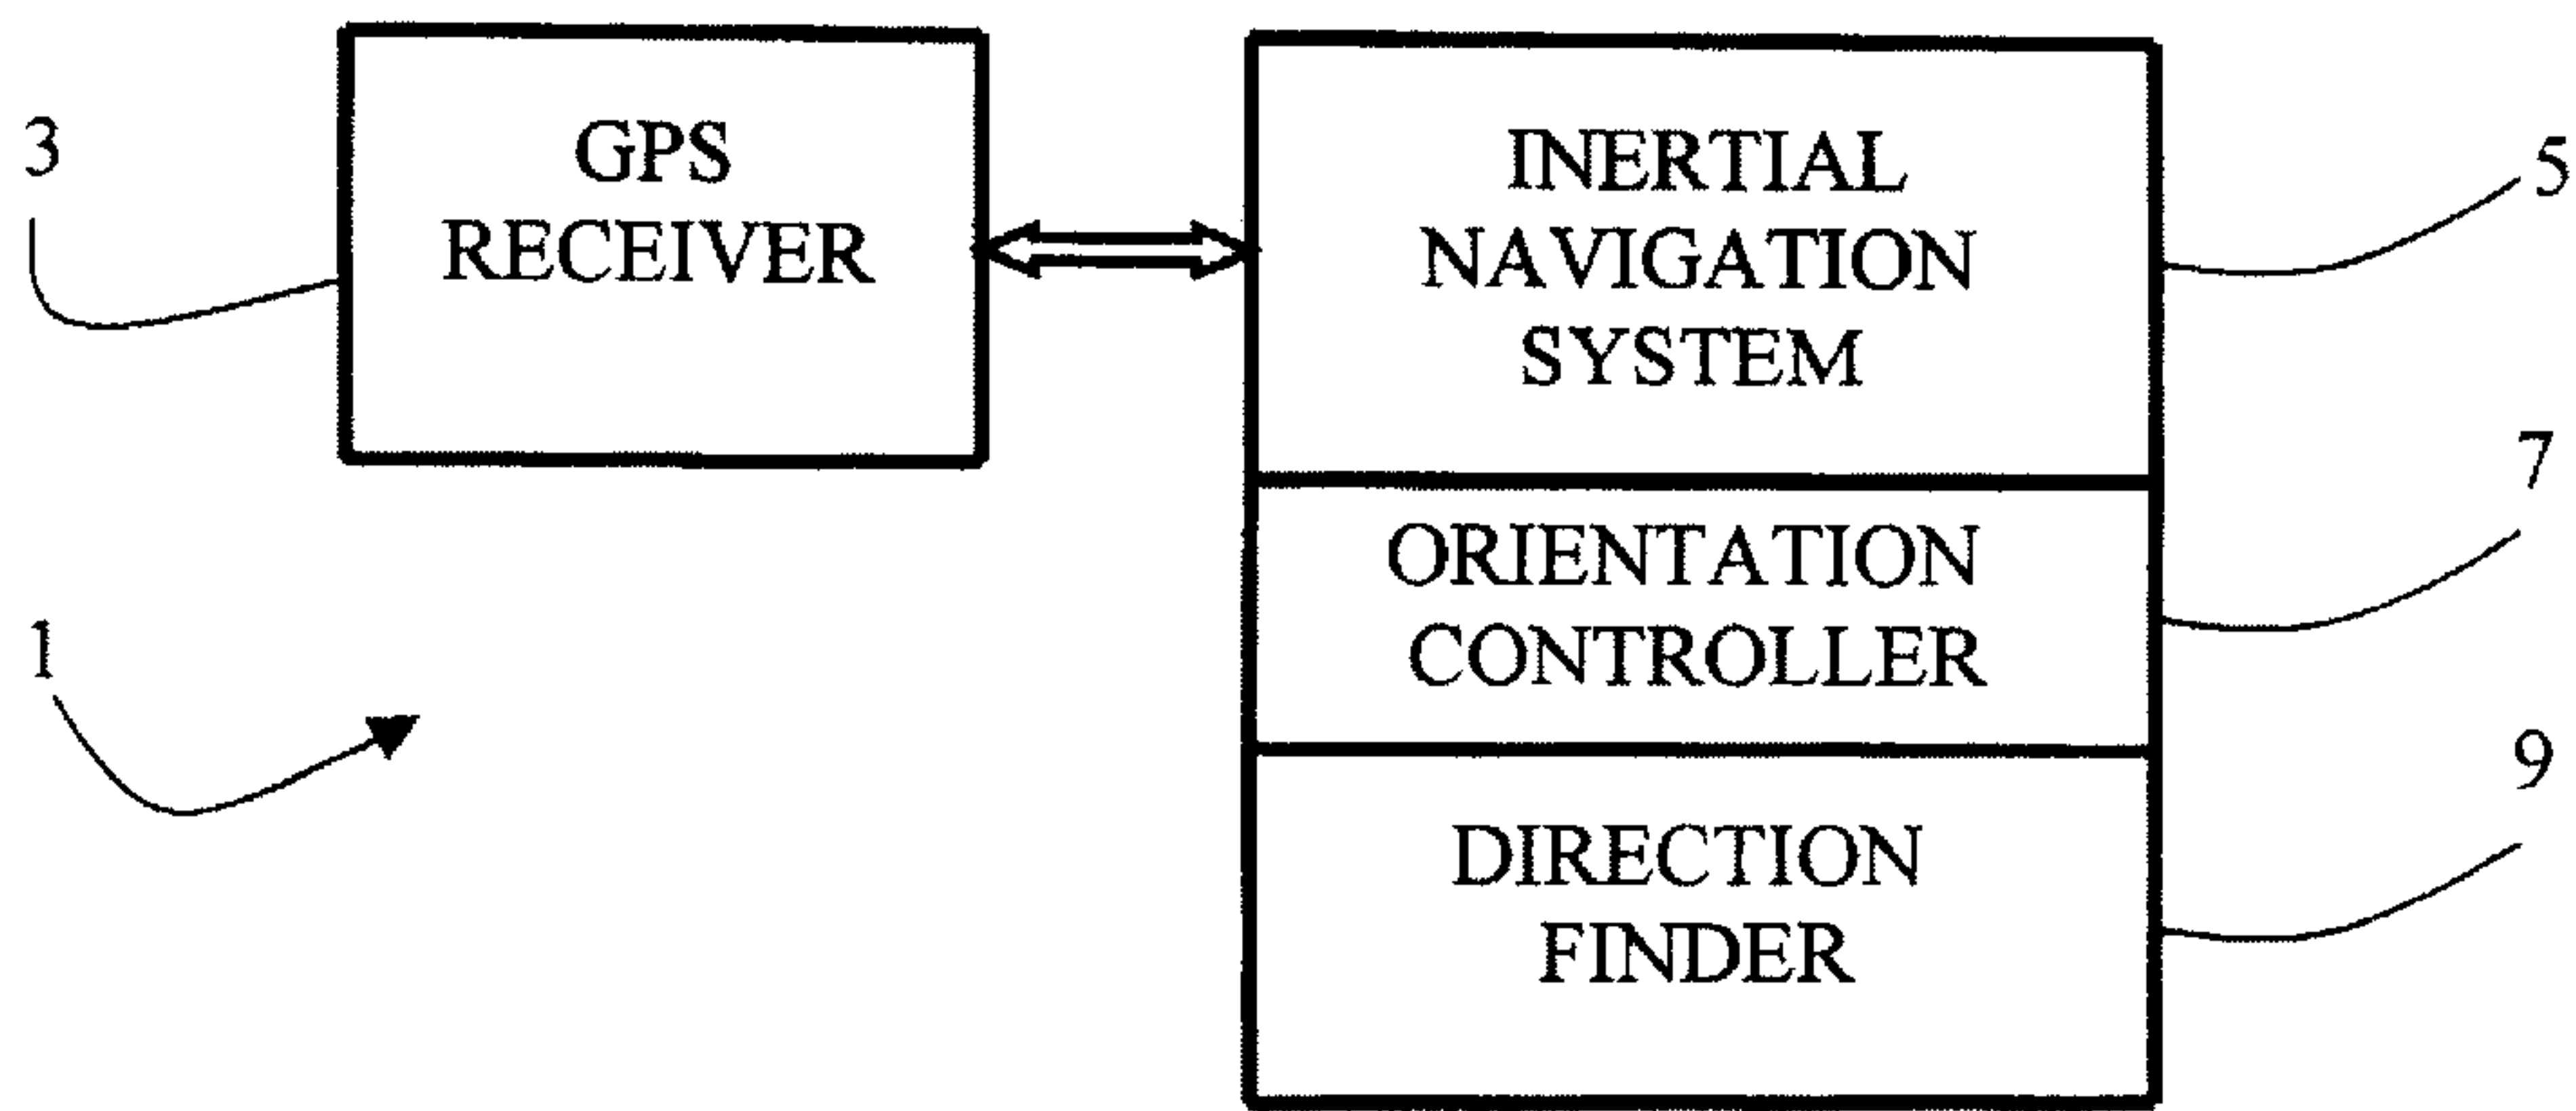 3
GPS
RECEIVER
1
INERTIAL
NAVIGATION
SYSTEM
5
ORIENTATION
CONTROLLER
7
DIRECTION
FINDER
9